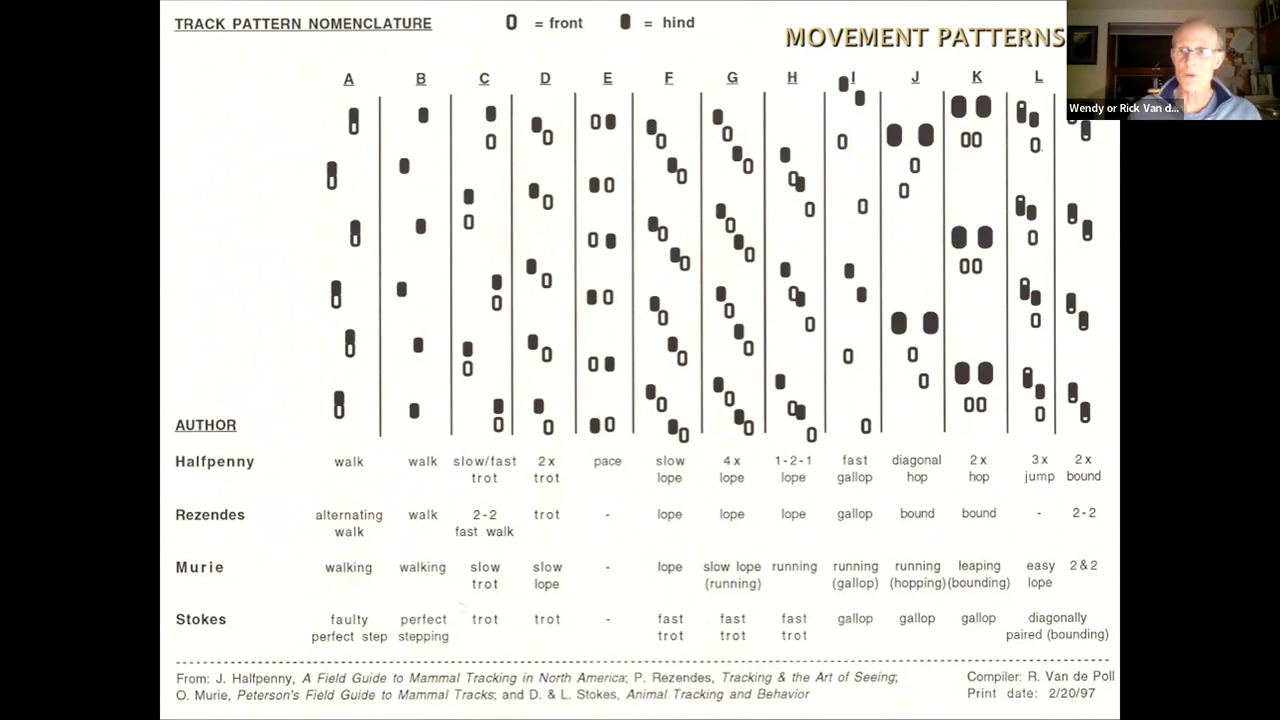 TRACK PATTERN NOMENCLATURE = front = hind
MOVEMENT PATTERNS
Wendy or Rick Van d...
A B C D E F G H I J K L
AUTHOR
Halfpenny walk walk slow/fast 2x pace slow 4x 1-2-1 fast diagonal 2x 3x 2x
trot trot lope lope lope gallop hop hop jump bound
Rezendes alternating walk 2-2 trot - lope lope lope gallop bound bound - 2-2
walk fast walk
Murie walking walking slow slow - lope slow lope running running running leaping easy 2&2
trot lope (running) (gallop) (hopping) (bounding) lope
Stokes faulty perfect trot trot - fast fast fast gallop gallop gallop diagonally
perfect step stepping trot trot trot paired (bounding)
From: J. Halfpenny, A Field Guide to Mammal Tracking in North America; P. Rezendes, Tracking & the Art of Seeing; Compiler: R. Van de Poll
O. Murie, Peterson's Field Guide to Mammal Tracks; and D. & L. Stokes, Animal Tracking and Behavior Print date: 2/20/97